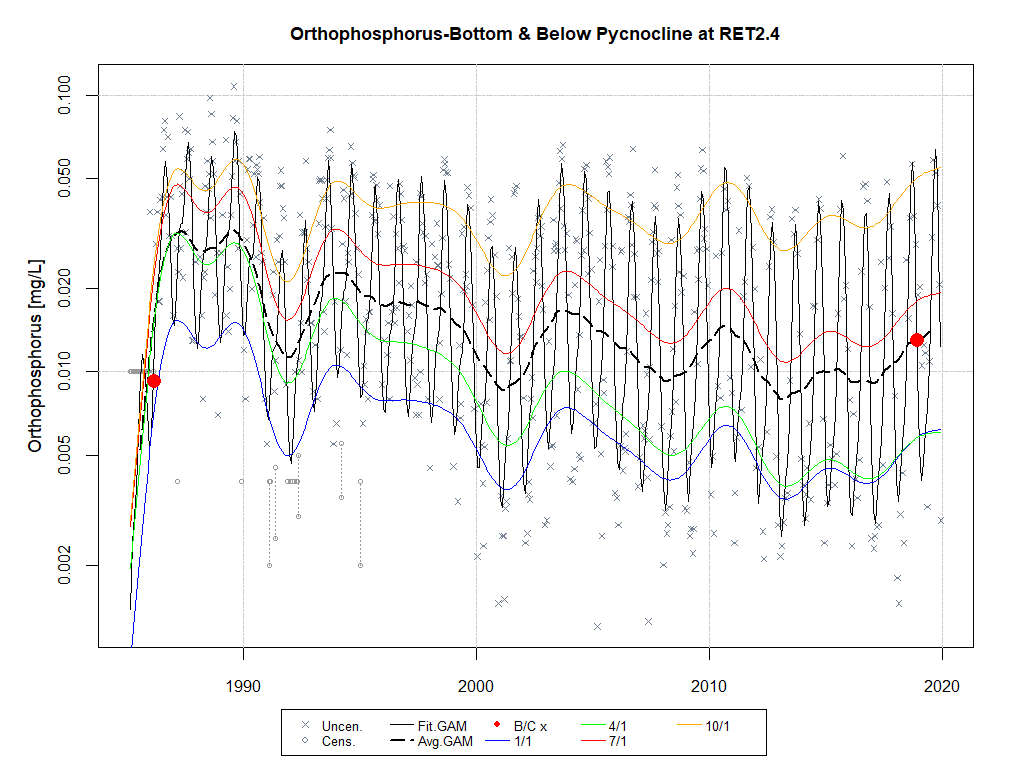 Orthophosphorus-Bottom & Below Pycnocline at RET2.4
Orthophosphorus [mg/L]
0.100
0.050
0.020
0.010
0.005
0.002
1990 2000 2010 2020
Uncen. Fit.GAM B/C x 4/1 10/1
Cens. Avg.GAM 1/1 7/1